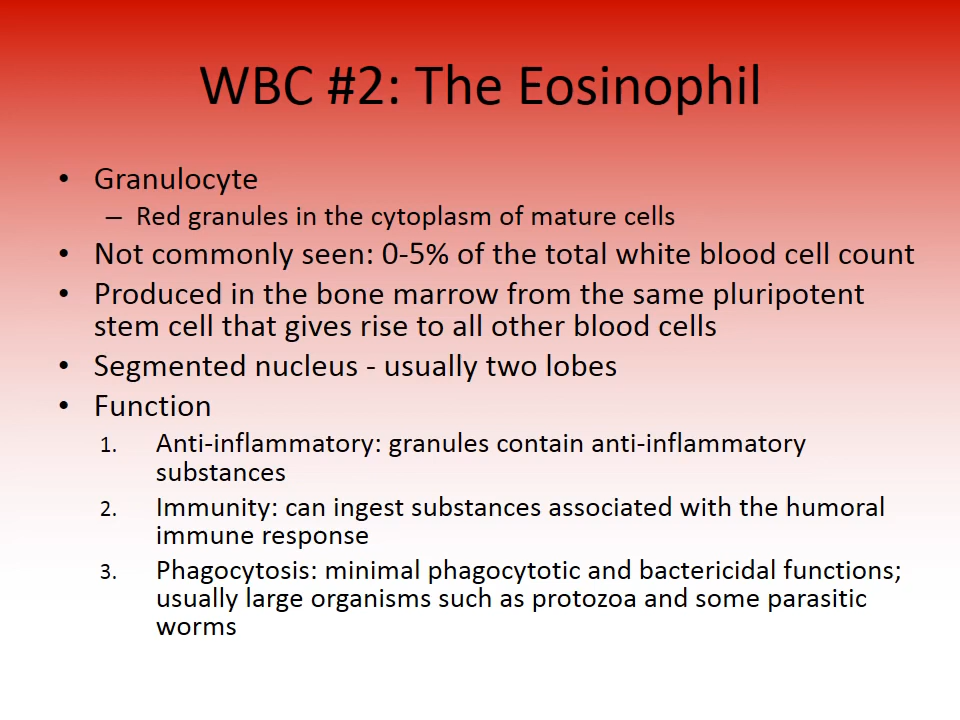 WBC #2: The Eosinophil
• Granulocyte
– Red granules in the cytoplasm of mature cells
• Not commonly seen: 0-5% of the total white blood cell count
• Produced in the bone marrow from the same pluripotent
stem cell that gives rise to all other blood cells
• Segmented nucleus - usually two lobes
• Function
1. Anti-inflammatory: granules contain anti-inflammatory
substances
2. Immunity: can ingest substances associated with the humoral
immune response
3. Phagocytosis: minimal phagocytotic and bactericidal functions;
usually large organisms such as protozoa and some parasitic
worms